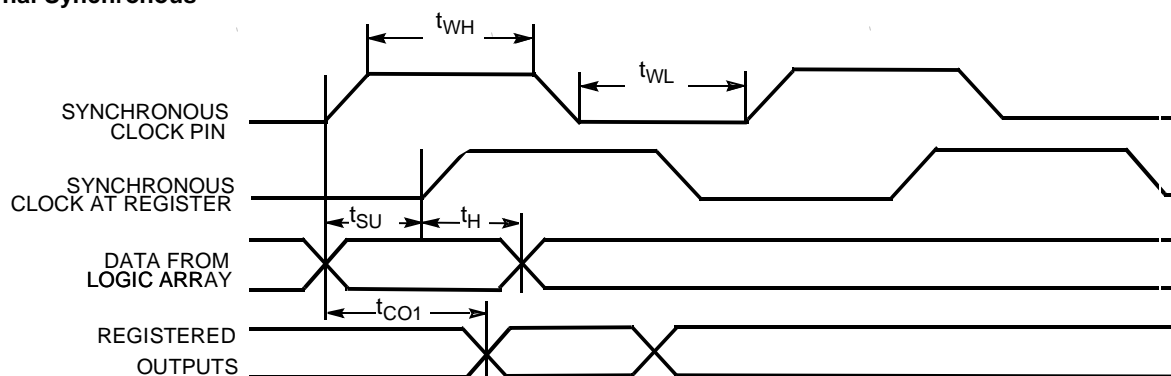 Synchronous
tWH
tWL
SYNCHRONOUS
CLOCK PIN
SYNCHRONOUS
CLOCK AT REGISTER
tSU
tH
DATA FROM
LOGIC ARRAY
tCO1
REGISTERED
OUTPUTS